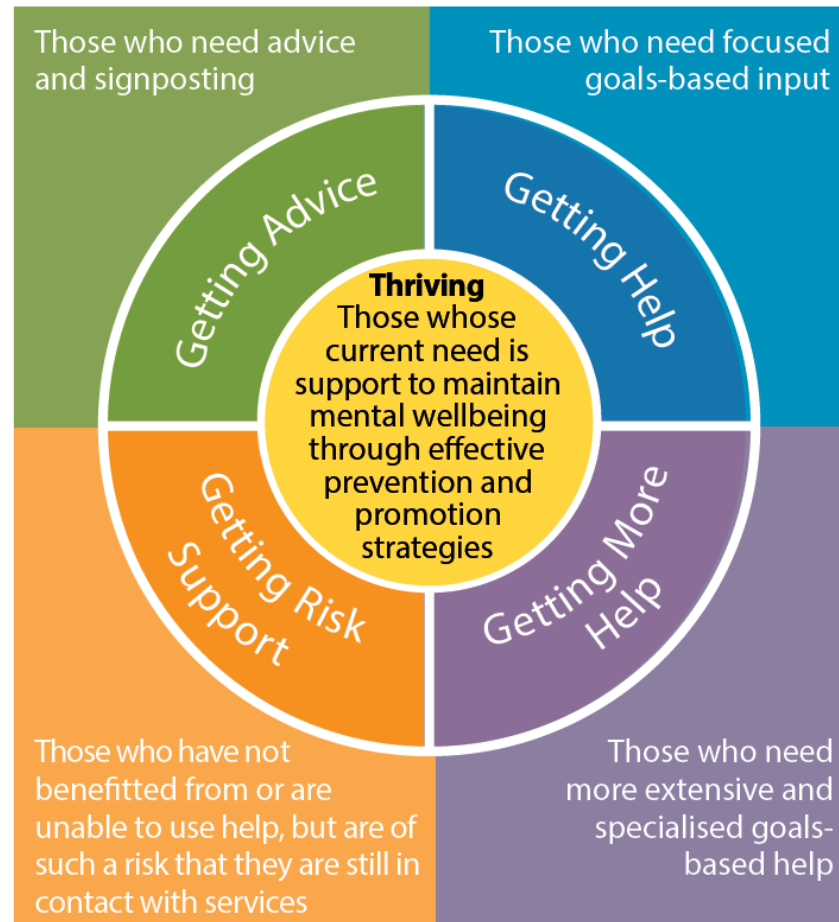 Those who need advice
and signposting
Those who need focused
goals-based input
Getting Advice
Getting Help
Thriving
Those whose
current need is
support to maintain
mental wellbeing
through effective
prevention and
promotion
strategies
Getting Risk
Support
Getting More
Help
Those who have not
benefitted from or are
unable to use help, but are of
such a risk that they are still in
contact with services
Those who need
more extensive and
specialised goals-
based help